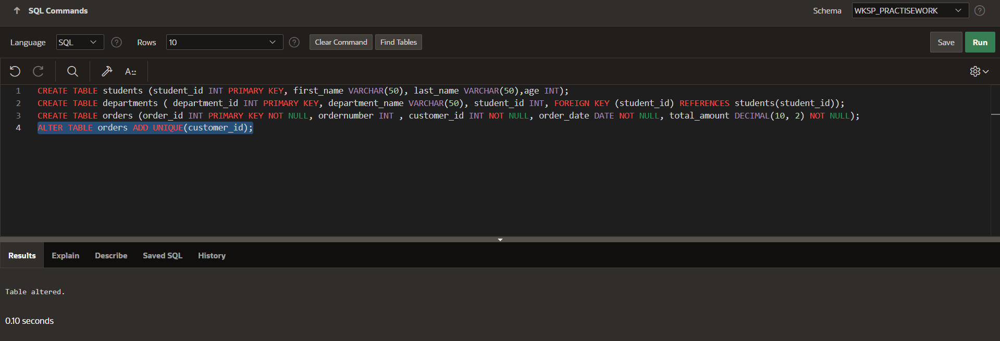 SQL Commands
Schema WKSP_PRACTISEWORK ?
Language SQL ? Rows 10 ? Clear Command Find Tables Save Run
A::
1 CREATE TABLE students (student_id INT PRIMARY KEY, first_name VARCHAR(50), last_name VARCHAR(50),age INT);
2 CREATE TABLE departments ( department_id INT PRIMARY KEY, department_name VARCHAR(50), student_id INT, FOREIGN KEY (student_id) REFERENCES students(student_id));
3 CREATE TABLE orders (order_id INT PRIMARY KEY NOT NULL, ordernumber INT , customer_id INT NOT NULL, order_date DATE NOT NULL, total_amount DECIMAL(10, 2) NOT NULL);
4 ALTER TABLE orders ADD UNIQUE(customer_id);
Results Explain Describe Saved SQL History
Table altered.
0.10 seconds